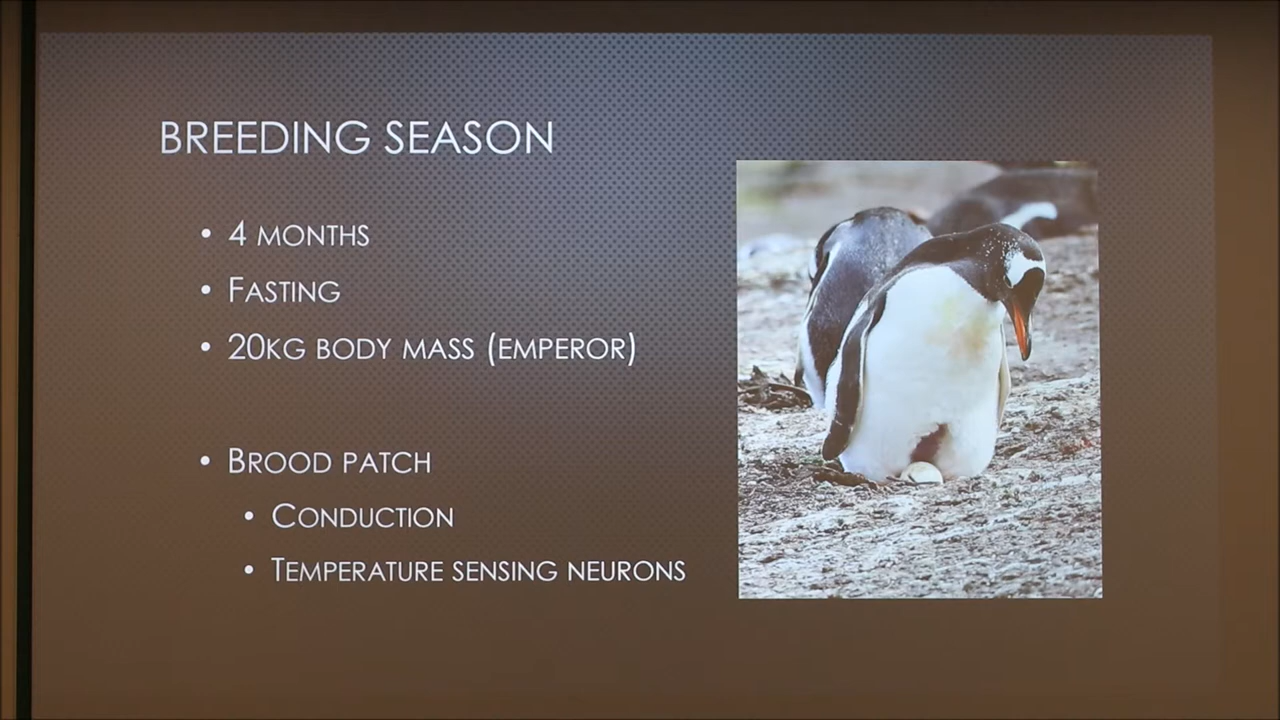 BREEDING SEASON
• 4 MONTHS
• FASTING
• 20KG BODY MASS (EMPEROR)
• BROOD PATCH
• CONDUCTION
• TEMPERATURE SENSING NEURONS